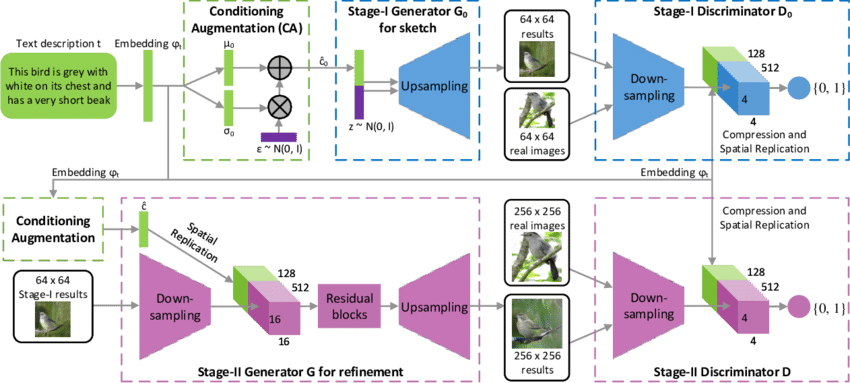 Text description t
This bird is grey with
white on its chest and
has a very short beak
Embedding φt
Conditioning
Augmentation (CA)
μ0
σ0
ε ~ N(0, I)
ĉ0
Stage-I Generator G0
for sketch
z ~ N(0, I)
Upsampling
64 x 64
results
64 x 64
real images
Stage-I Discriminator D0
Down-
sampling
128
512
4
4
{0, 1}
Compression and
Spatial Replication
Embedding φt
Embedding φt
Conditioning
Augmentation
64 x 64
Stage-I results
ĉ
Spatial
Replication
Down-
sampling
128
512
16
16
Residual
blocks
Upsampling
Stage-II Generator G for refinement
256 x 256
real images
256 x 256
results
Compression and
Spatial Replication
Down-
sampling
128
512
4
4
{0, 1}
Stage-II Discriminator D